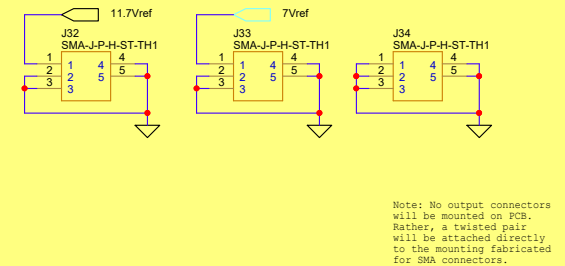 11.7Vref
7Vref
J32
SMA-J-P-H-ST-TH1
1 1 4 4
2 2 5 5
3 3
J33
SMA-J-P-H-ST-TH1
1 1 4 4
2 2 5 5
3 3
J34
SMA-J-P-H-ST-TH1
1 1 4 4
2 2 5 5
3 3
Note: No output connectors
will be mounted on PCB.
Rather, a twisted pair
will be attached directly
to the mounting fabricated
for SMA connectors.